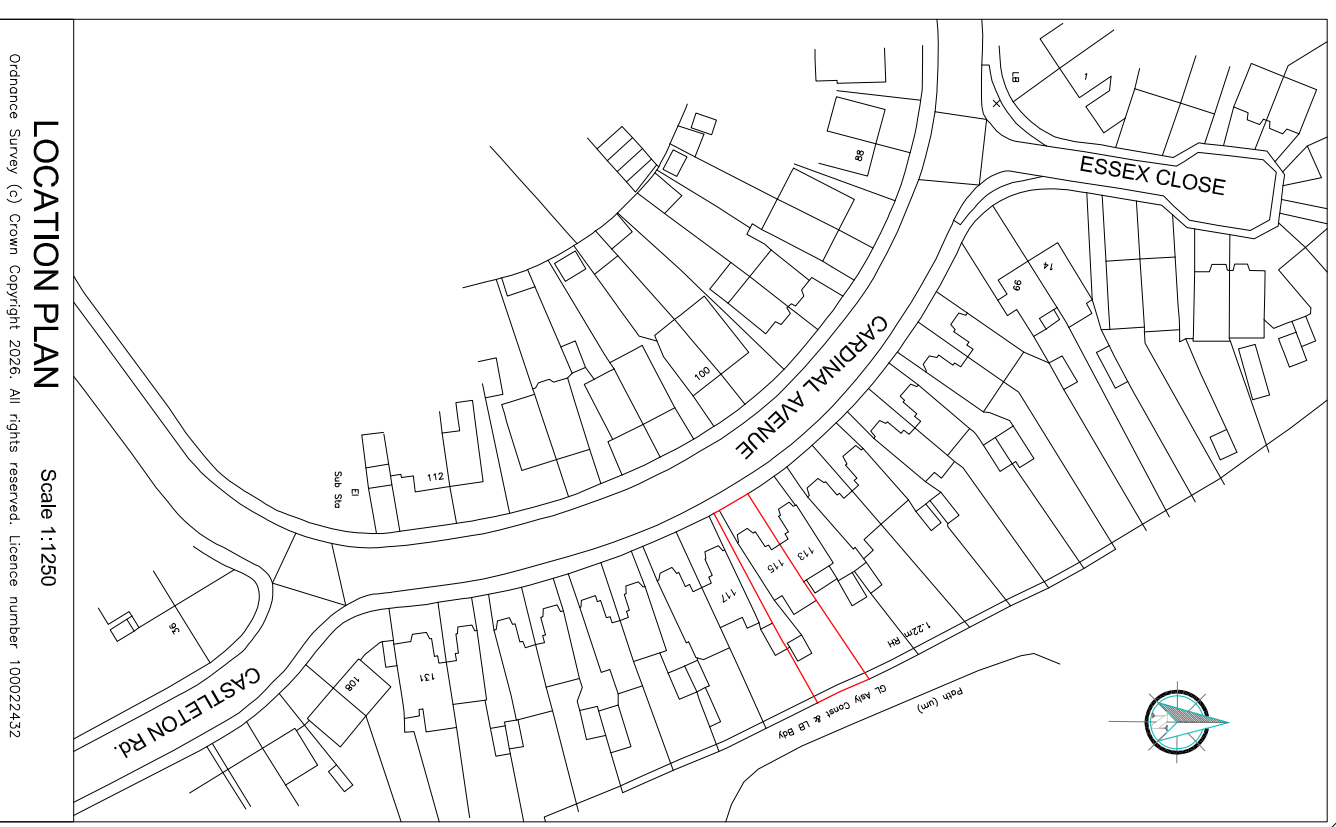 LOCATION PLAN Scale 1:1250
Ordnance Survey (c) Crown Copyright 2026. All rights reserved. Licence number 100022432
LB
1
ESSEX CLOSE
88
14
99
CARDINAL AVENUE
100
112
El
Sub Sta
113
115
117
1.22m RH
GL Asly Const & LB Bdy
Path (um)
131
108
36
CASTLETON Rd.
N